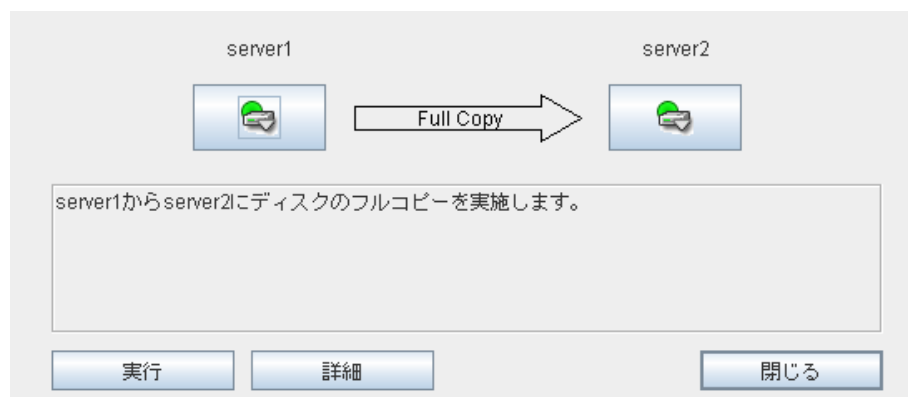 server1
server2
Full Copy
server1からserver2にディスクのフルコピーを実施します。
実行
詳細
閉じる